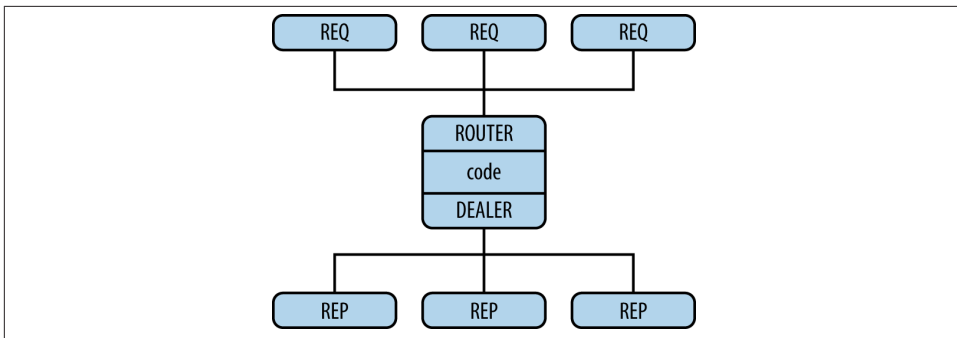 REQ REQ REQ
ROUTER
code
DEALER
REP REP REP